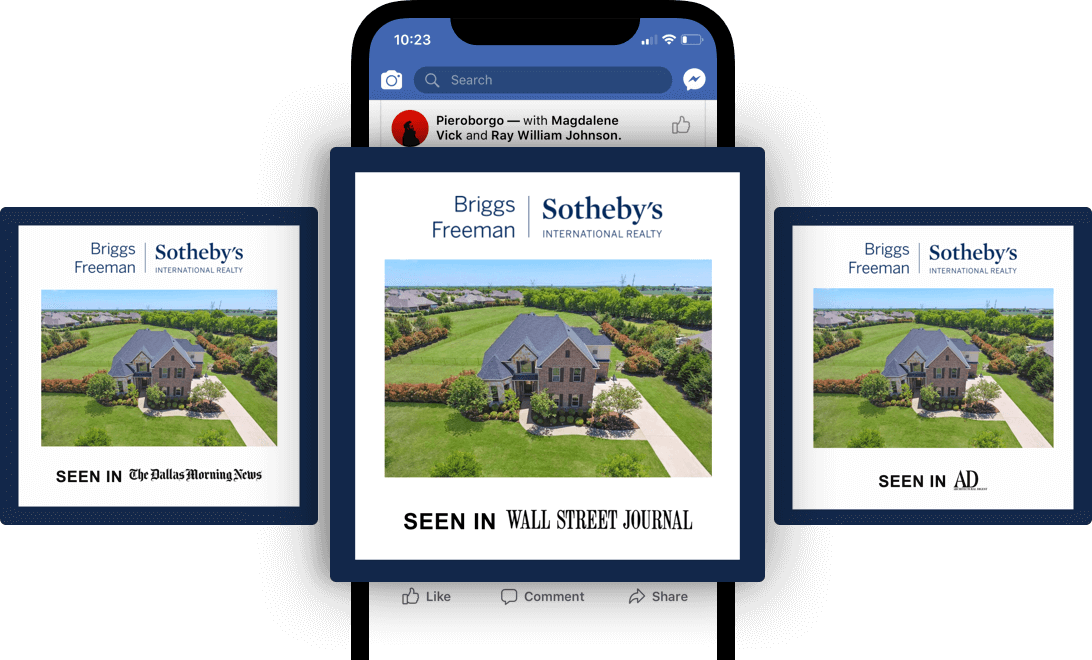 10:23
Search
Pieroborgo — with Magdalene
Vick and Ray William Johnson.
Briggs
Freeman
Sotheby's
INTERNATIONAL REALTY
SEEN IN The Dallas Morning News
Briggs
Freeman
Sotheby's
INTERNATIONAL REALTY
SEEN IN WALL STREET JOURNAL
Briggs
Freeman
Sotheby's
INTERNATIONAL REALTY
SEEN IN AD
Like
Comment
Share